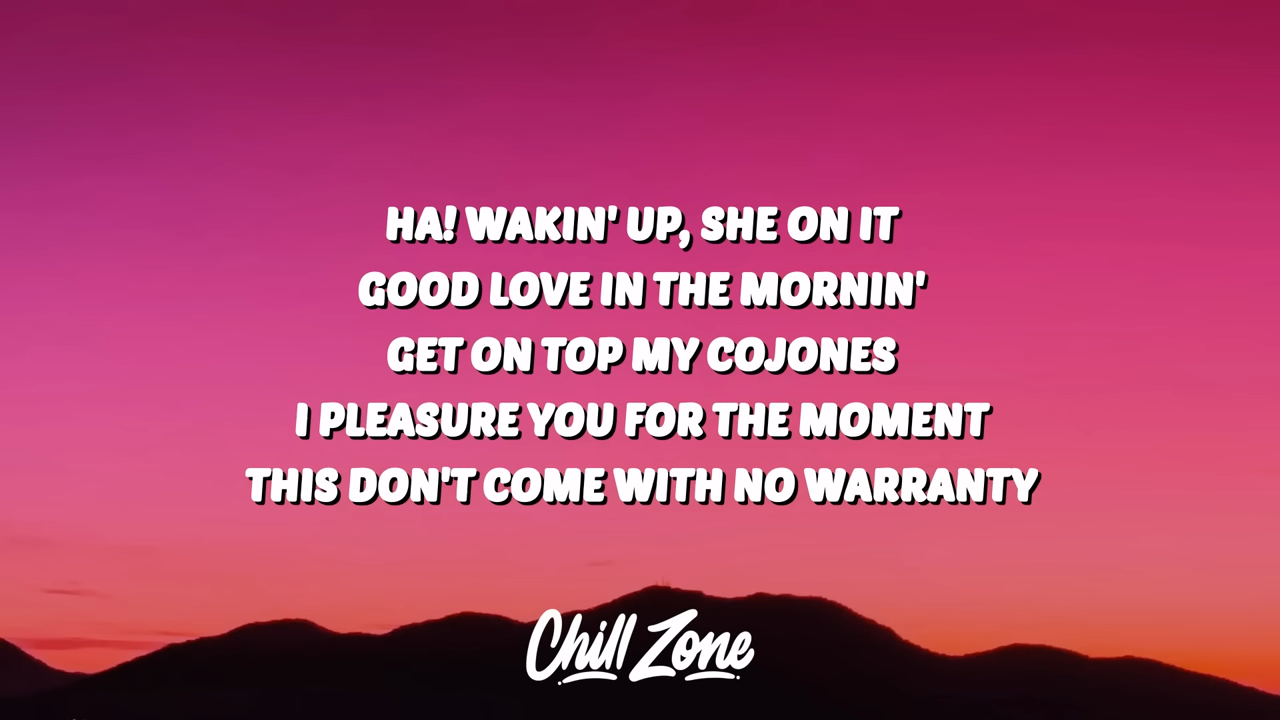 HA! WAKIN' UP, SHE ON IT
GOOD LOVE IN THE MORNIN'
GET ON TOP MY COJONES
I PLEASURE YOU FOR THE MOMENT
THIS DON'T COME WITH NO WARRANTY
Chill Zone